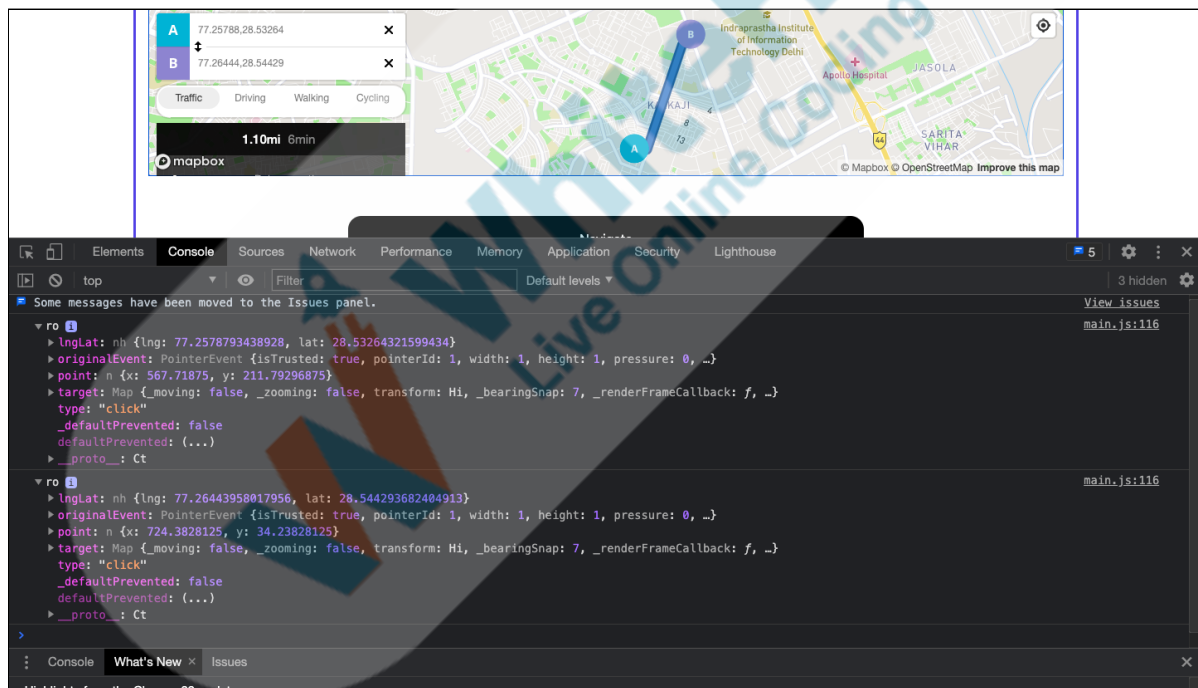 A 77.25788,28.53264 ×
B 77.26444,28.54429 ×
Traffic Driving Walking Cycling
1.10mi 6min
mapbox
Indraprastha Institute
of Information
Technology Delhi
Apollo Hospital
JASOLA
B
KALKAJI
4
8
13
A
44
SARITA
VIHAR
© Mapbox © OpenStreetMap Improve this map
Navigate
Live Online Coding
Elements Console Sources Network Performance Memory Application Security Lighthouse 5
top Filter Default levels ▼ 3 hidden
Some messages have been moved to the Issues panel. View issues
▼ro i main.js:116
▶lngLat: nh {lng: 77.2578793438928, lat: 28.53264321599434}
▶originalEvent: PointerEvent {isTrusted: true, pointerId: 1, width: 1, height: 1, pressure: 0, …}
▶point: n {x: 567.71875, y: 211.79296875}
▶target: Map {_moving: false, _zooming: false, transform: Hi, _bearingSnap: 7, _renderFrameCallback: ƒ, …}
type: "click"
_defaultPrevented: false
defaultPrevented: (...)
▶__proto__: Ct
▼ro i main.js:116
▶lngLat: nh {lng: 77.26443958017956, lat: 28.544293682404913}
▶originalEvent: PointerEvent {isTrusted: true, pointerId: 1, width: 1, height: 1, pressure: 0, …}
▶point: n {x: 724.3828125, y: 34.23828125}
▶target: Map {_moving: false, _zooming: false, transform: Hi, _bearingSnap: 7, _renderFrameCallback: ƒ, …}
type: "click"
_defaultPrevented: false
defaultPrevented: (...)
▶__proto__: Ct
>
Console What's New × Issues ×